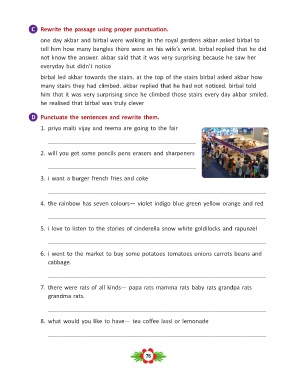 C Rewrite the passage using proper punctuation.
one day akbar and birbal were walking in the royal gardens akbar asked birbal to
tell him how many bangles there were on his wife's wrist. birbal replied that he did
not know the answer. akbar said that it was very surprising because he saw her
everyday but didn't notice
birbal led akbar towards the stairs. at the top of the stairs birbal asked akbar how
many stairs they had climbed. akbar replied that he had not noticed. birbal told
him that it was very surprising since he climbed those stairs every day akbar smiled.
he realised that birbal was truly clever
D Punctuate the sentences and rewrite them.
1. priya malti vijay and reema are going to the fair
2. will you get some pencils pens erasers and sharpeners
3. i want a burger french fries and coke
4. the rainbow has seven colours— violet indigo blue green yellow orange and red
5. i love to listen to the stories of cinderella snow white goldilocks and rapunzel
6. i went to the market to buy some potatoes tomatoes onions carrots beans and
cabbage.
7. there were rats of all kinds— papa rats mamma rats baby rats grandpa rats
grandma rats.
8. what would you like to have— tea coffee lassi or lemonade
76